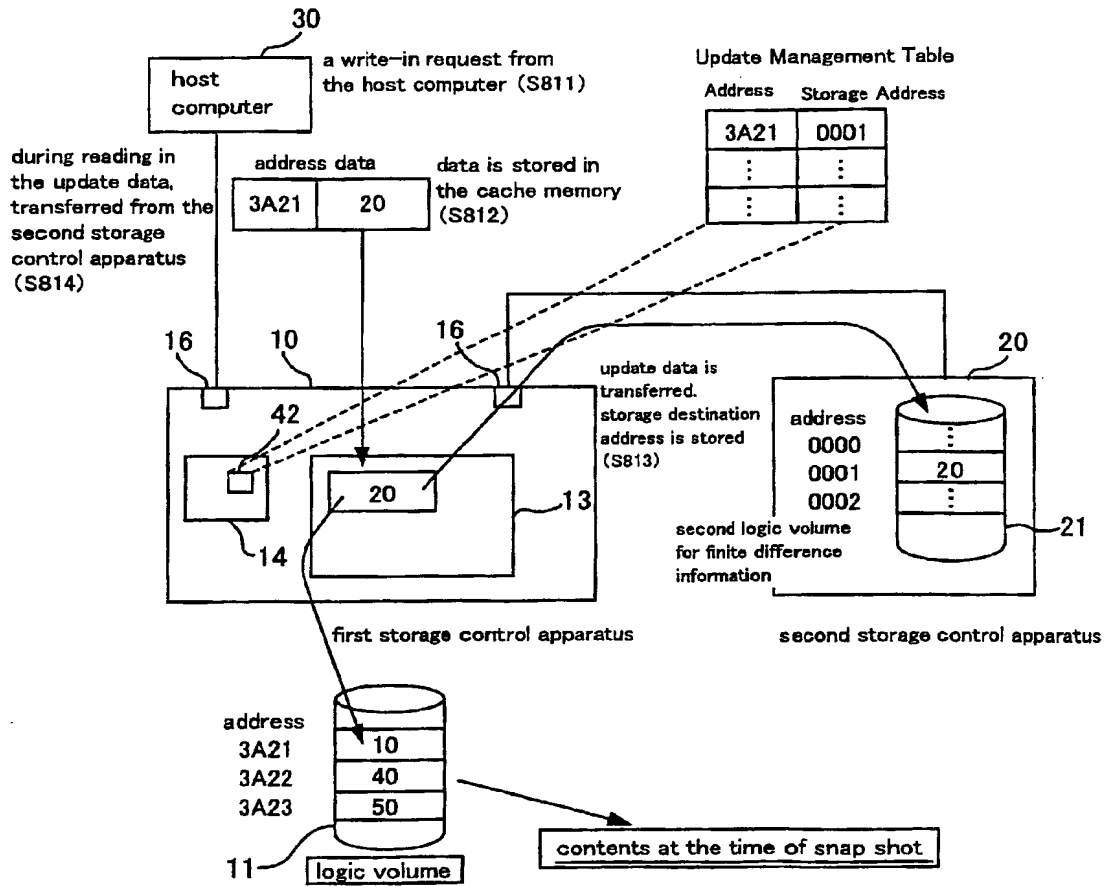 30
host
computer
a write-in request from
the host computer (S811)
Update Management Table
Address Storage Address
3A21 0001
⋮ ⋮
⋮ ⋮
during reading in
the update data,
transferred from the
second storage
control apparatus
(S814)
address data
3A21 20
data is stored in
the cache memory
(S812)
16
10
16
20
42
14
20
13
update data is
transferred.
storage destination
address is stored
(S813)
address
0000
0001
0002
⋮
20
⋮
21
second logic volume
for finite difference
information
first storage control apparatus
second storage control apparatus
address
3A21 10
3A22 40
3A23 50
11
logic volume
contents at the time of snap shot